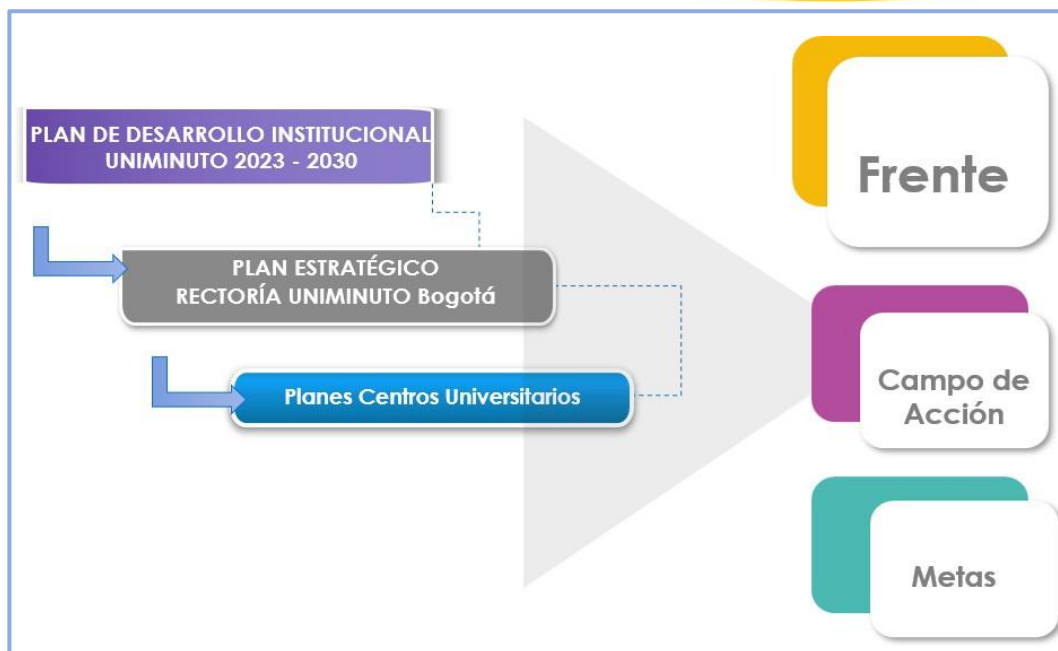 PLAN DE DESARROLLO INSTITUCIONAL
UNIMINUTO 2023 - 2030
PLAN ESTRATÉGICO
RECTORÍA UNIMINUTO Bogotá
Planes Centros Universitarios
Frente
Campo de
Acción
Metas